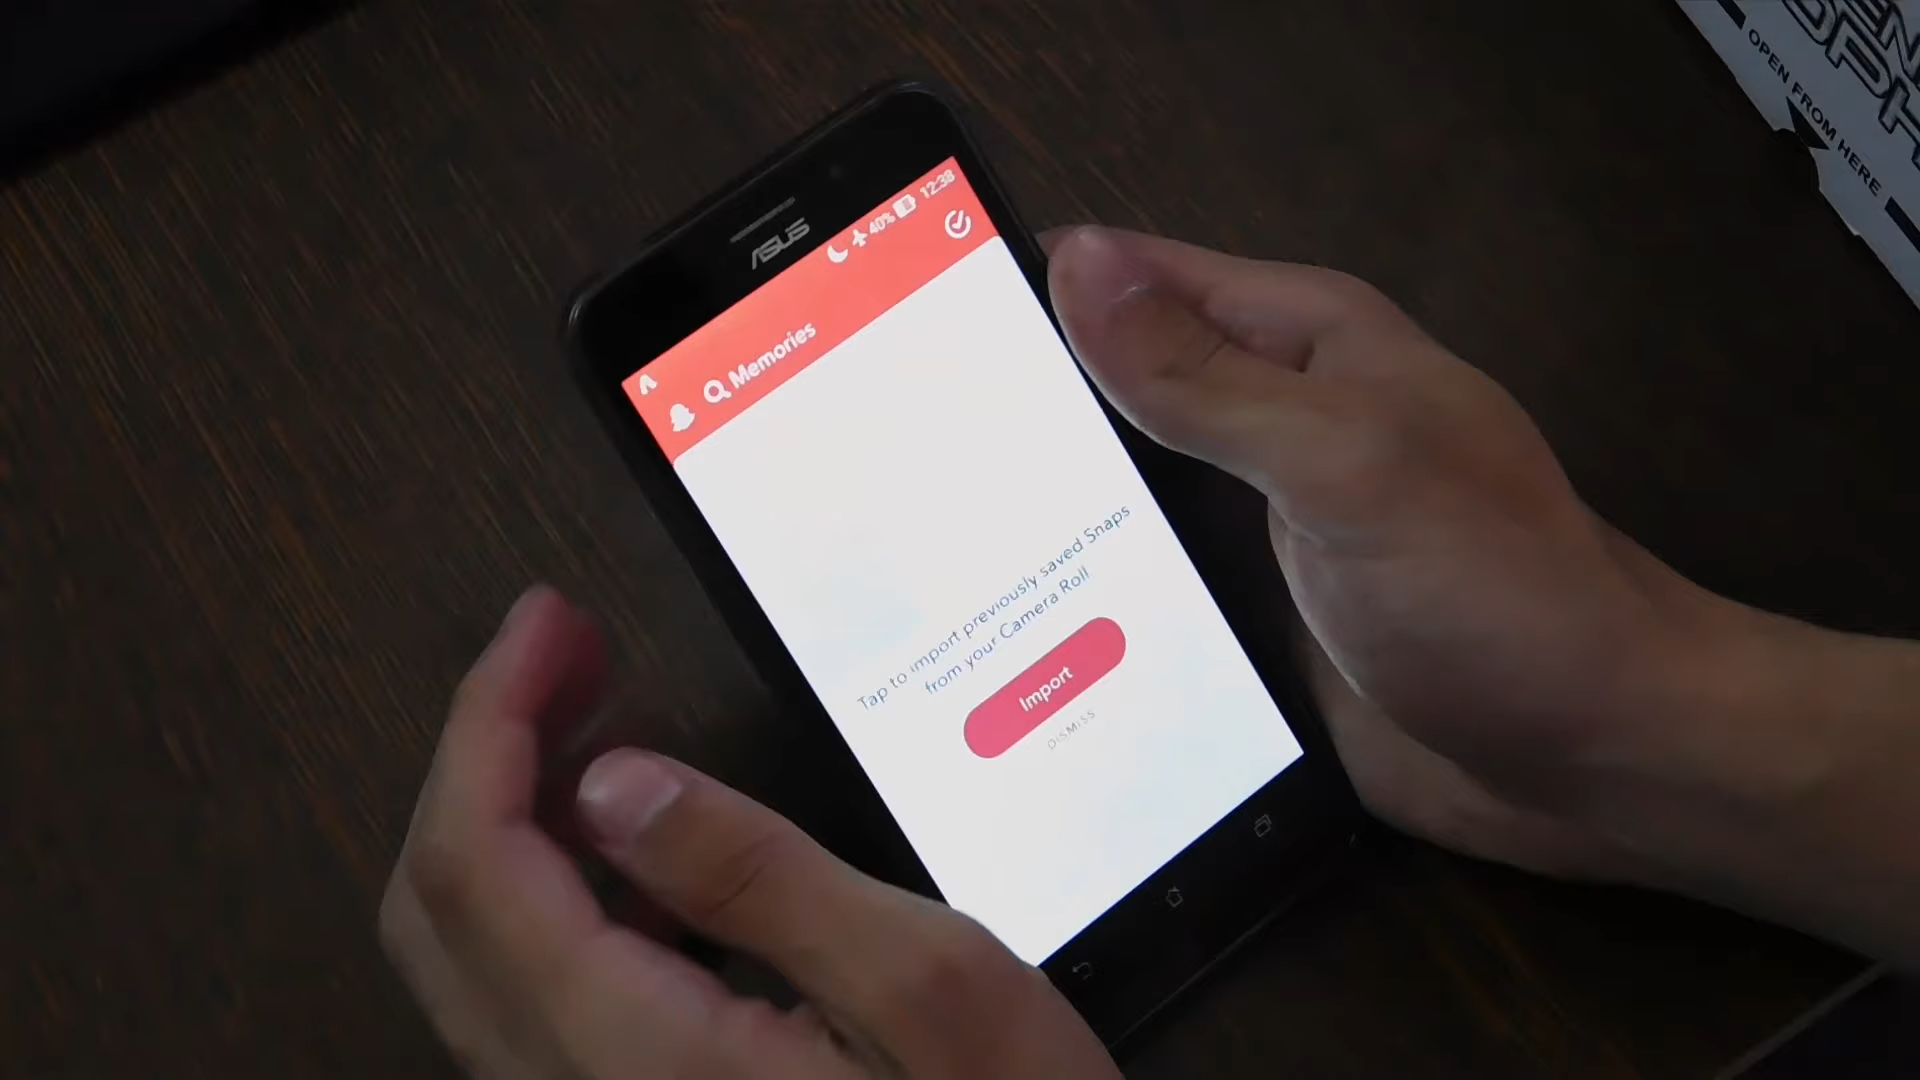 ASUS
40% 12:38
Memories
Tap to import previously saved Snaps
from your Camera Roll
Import
DISMISS
OPEN FROM HERE